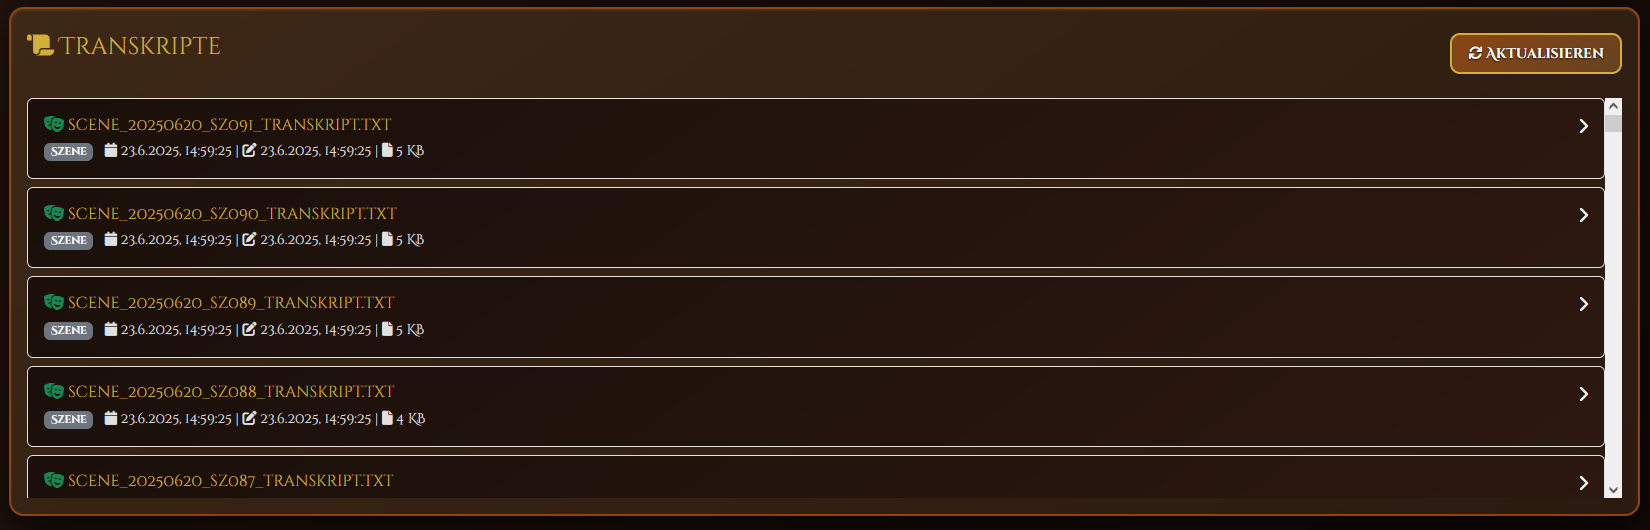 Transkripte
Aktualisieren
scene_20250620_sz091_transkript.txt
Szene 23.6.2025, 14:59:25 | 23.6.2025, 14:59:25 | 5 KB
scene_20250620_sz090_transkript.txt
Szene 23.6.2025, 14:59:25 | 23.6.2025, 14:59:25 | 5 KB
scene_20250620_sz089_transkript.txt
Szene 23.6.2025, 14:59:25 | 23.6.2025, 14:59:25 | 5 KB
scene_20250620_sz088_transkript.txt
Szene 23.6.2025, 14:59:25 | 23.6.2025, 14:59:25 | 4 KB
scene_20250620_sz087_transkript.txt